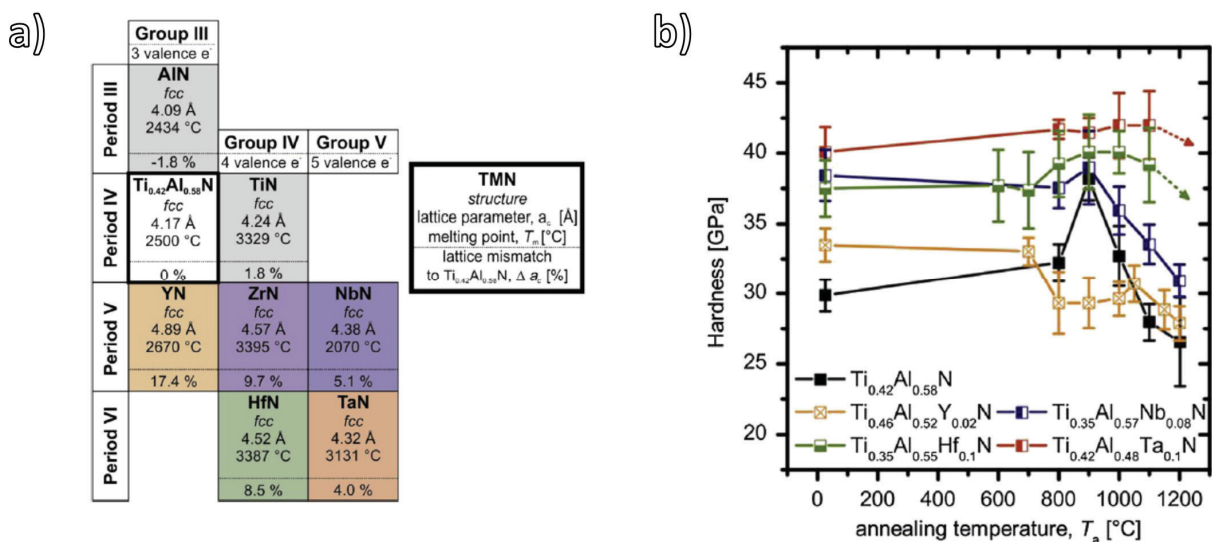 a)
Group III
3 valence e⁻
Period III
AlN
fcc
4.09 Å
2434 °C
-1.8 %
Group IV
4 valence e⁻
Group V
5 valence e⁻
Period IV
Ti0.42Al0.58N
fcc
4.17 Å
2500 °C
0 %
TiN
fcc
4.24 Å
3329 °C
1.8 %
TMN
structure
lattice parameter, ac [Å]
melting point, Tm [°C]
lattice mismatch
to Ti0.42Al0.58N, Δ ac [%]
Period V
YN
fcc
4.89 Å
2670 °C
17.4 %
ZrN
fcc
4.57 Å
3395 °C
9.7 %
NbN
fcc
4.38 Å
2070 °C
5.1 %
Period VI
HfN
fcc
4.52 Å
3387 °C
8.5 %
TaN
fcc
4.32 Å
3131 °C
4.0 %
b)
Hardness [GPa]
45
40
35
30
25
20
Ti0.42Al0.58N
Ti0.46Al0.52Y0.02N
Ti0.35Al0.57Nb0.08N
Ti0.35Al0.55Hf0.1N
Ti0.42Al0.48Ta0.1N
0 200 400 600 800 1000 1200
annealing temperature, Ta [°C]